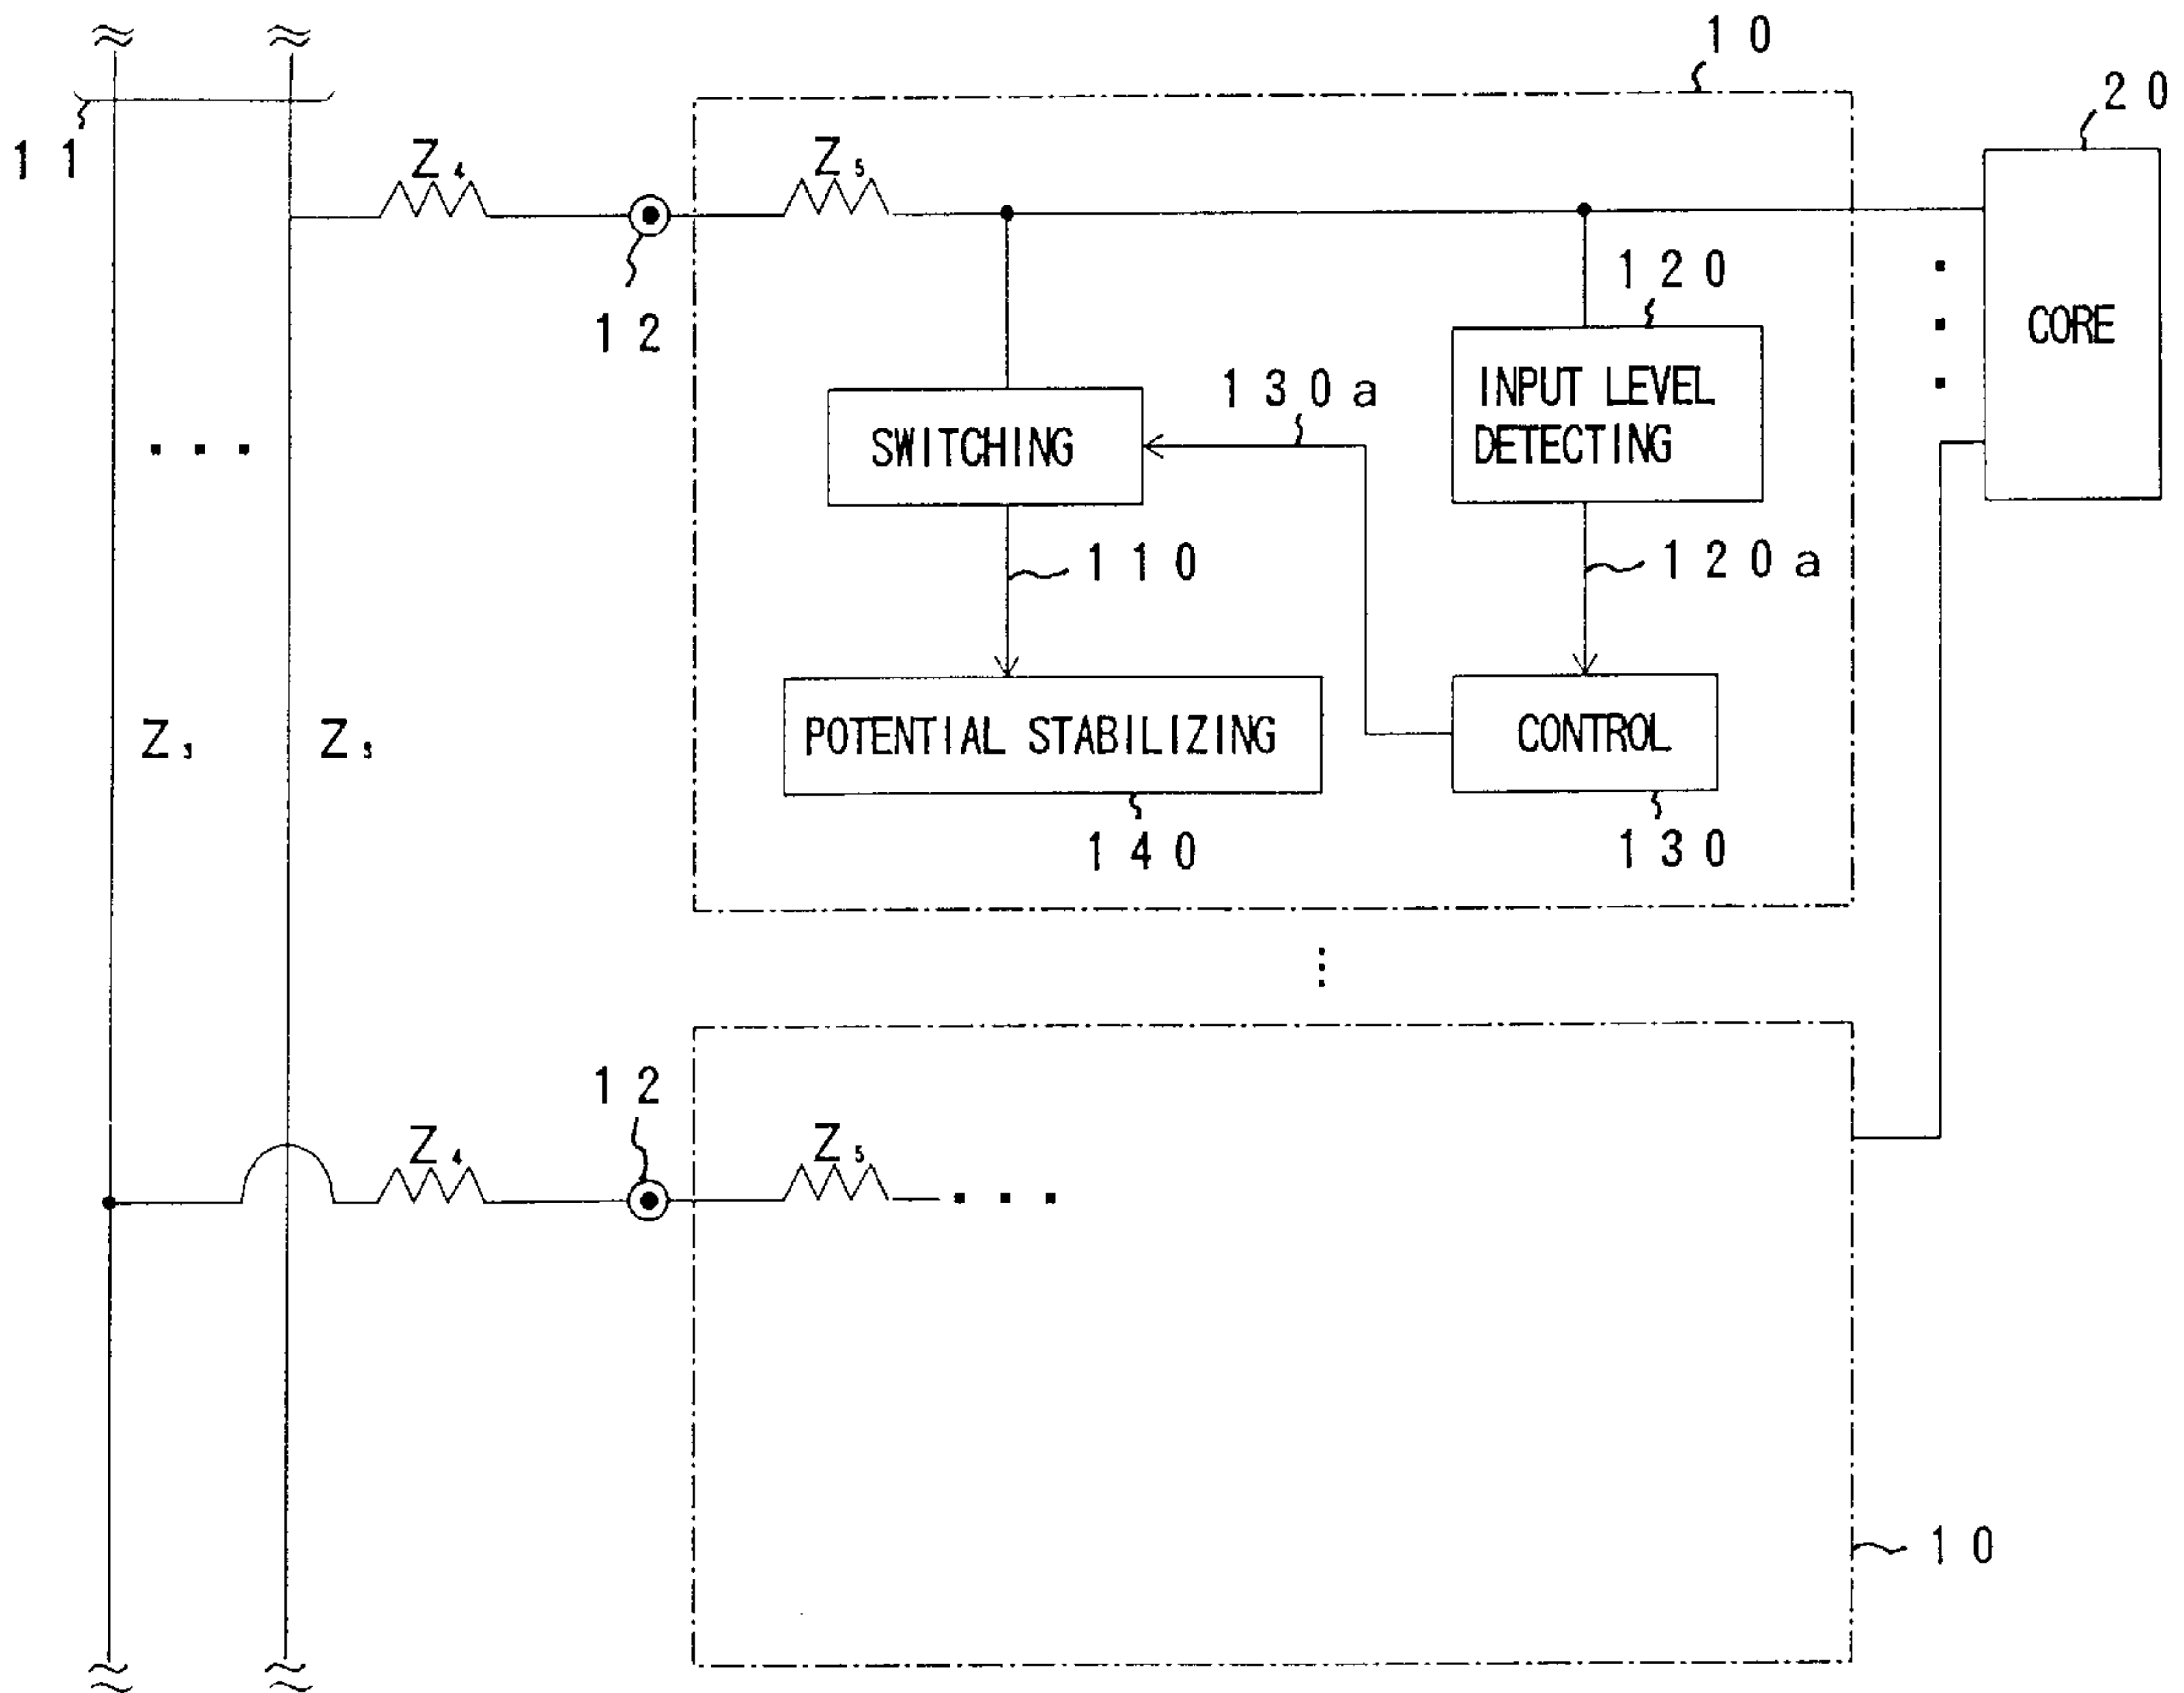 10
20
11
Z4
Z5
12
120
130a
INPUT LEVEL
DETECTING
CORE
SWITCHING
110
120a
Z3
Z3
POTENTIAL STABILIZING
CONTROL
140
130
12
Z4
Z5
10